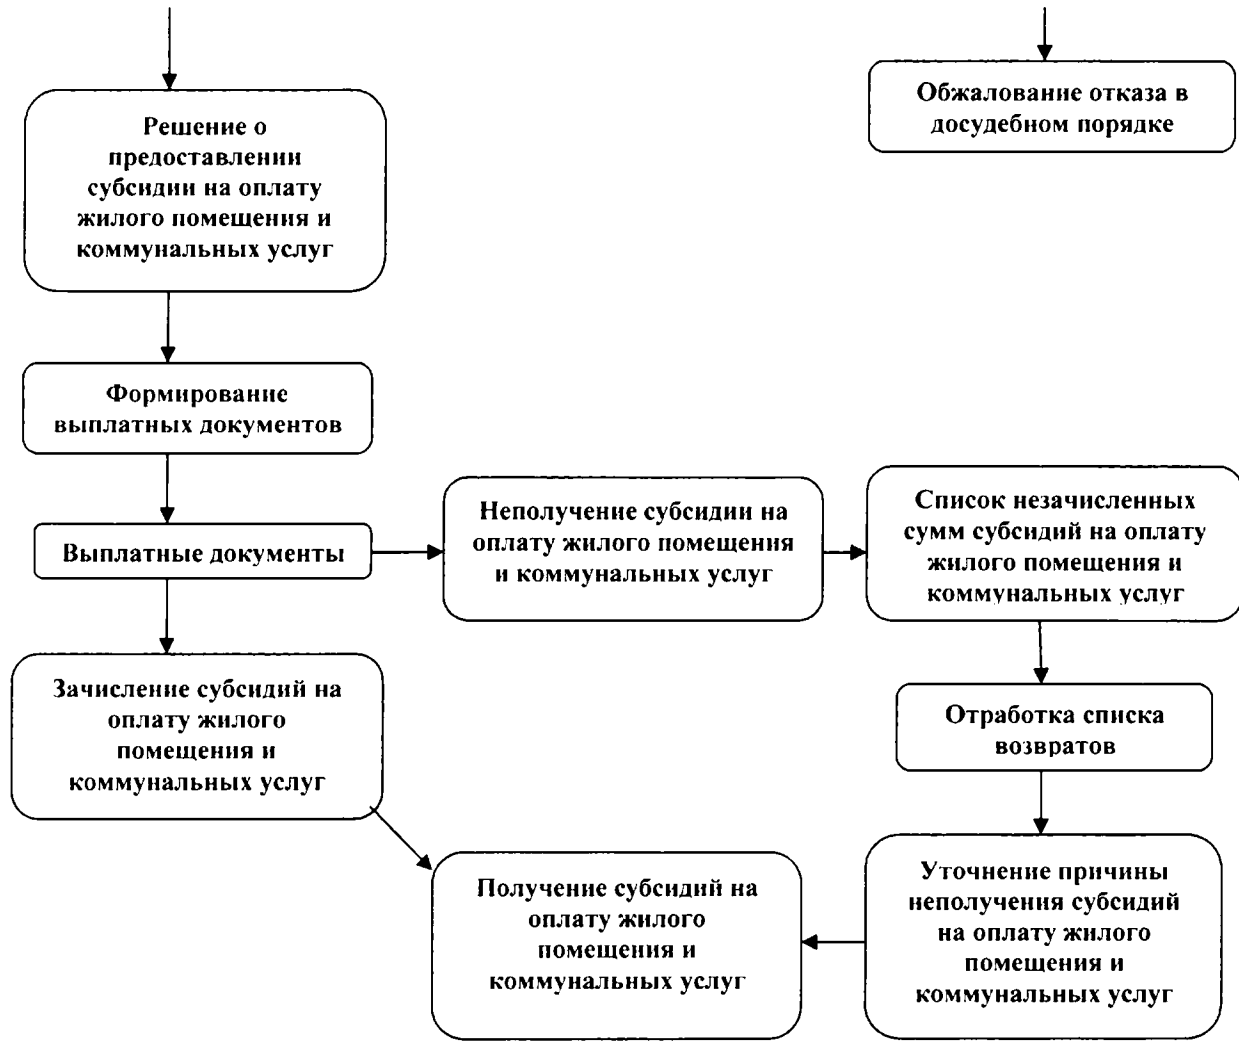 Решение о
предоставлении
субсидии на оплату
жилого помещения и
коммунальных услуг
Обжалование отказа в
досудебном порядке
Формирование
выплатных документов
Выплатные документы
Неполучение субсидии на
оплату жилого помещения
и коммунальных услуг
Список незачисленных
сумм субсидий на оплату
жилого помещения и
коммунальных услуг
Зачисление субсидий на
оплату жилого
помещения и
коммунальных услуг
Отработка списка
возвратов
Получение субсидий на
оплату жилого
помещения и
коммунальных услуг
Уточнение причины
неполучения субсидий
на оплату жилого
помещения и
коммунальных услуг